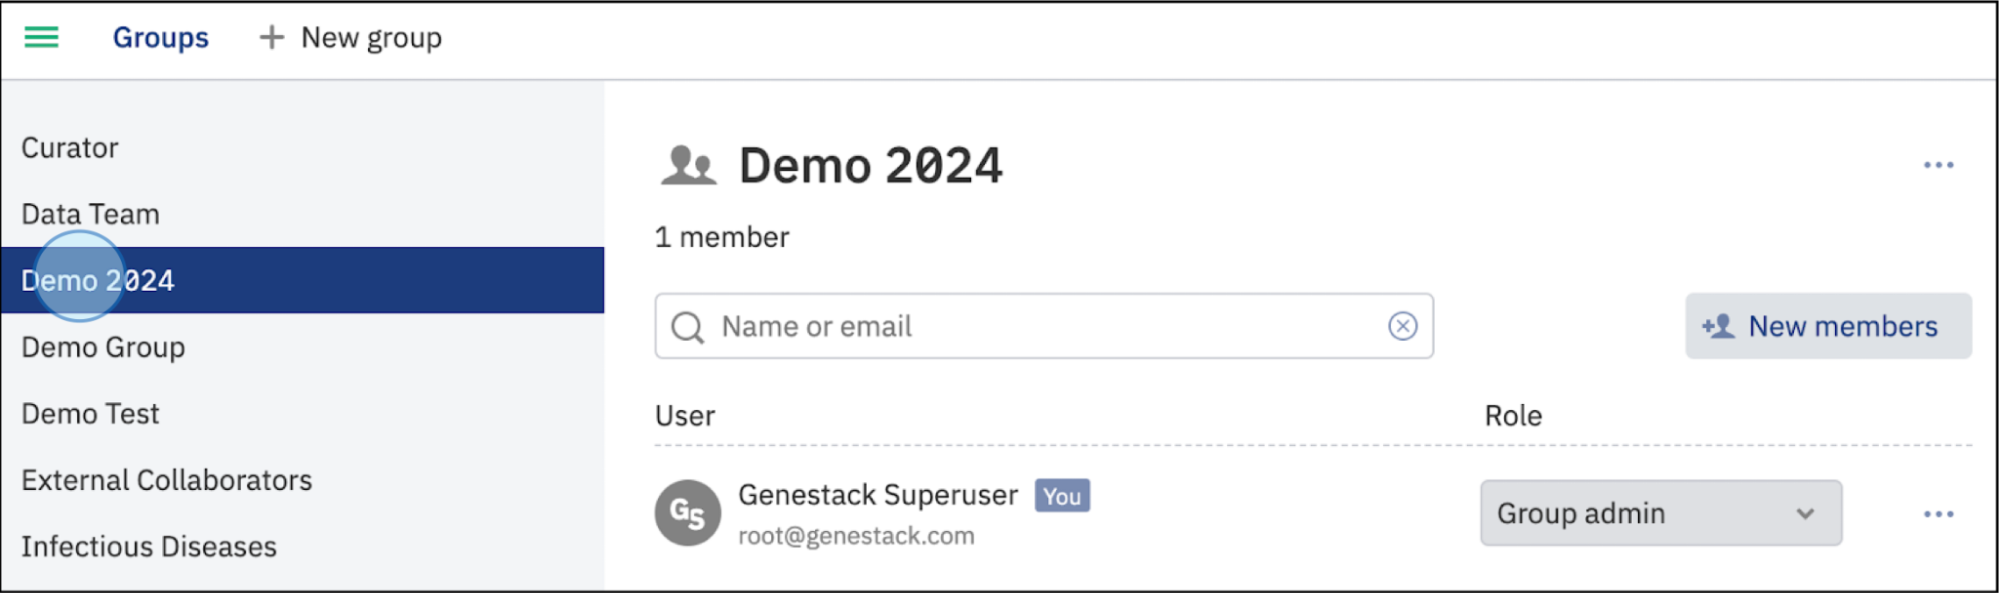 Groups
New group
Curator
Data Team
Demo 2024
Demo Group
Demo Test
External Collaborators
Infectious Diseases
Demo 2024
1 member
Name or email
New members
User
Role
GS
Genestack Superuser
You
root@genestack.com
Group admin